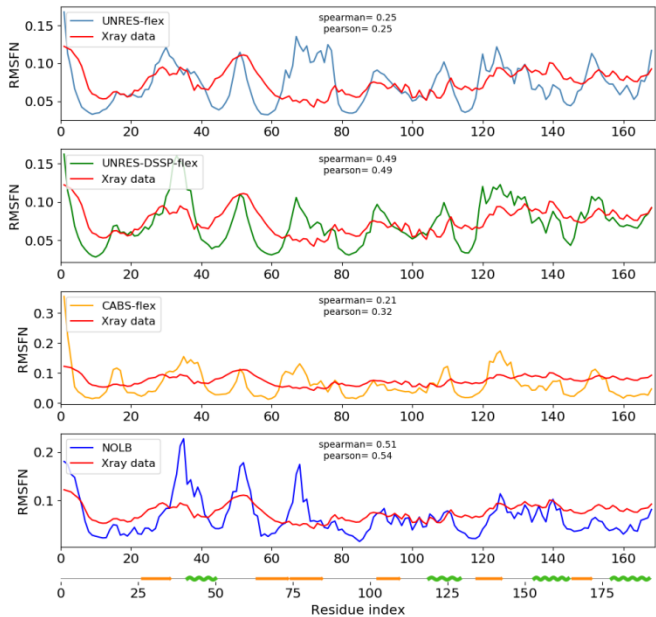 UNRES-flex
Xray data
spearman= 0.25
pearson= 0.25
RMSFN
0.15
0.10
0.05
0 20 40 60 80 100 120 140 160
UNRES-DSSP-flex
Xray data
spearman= 0.49
pearson= 0.49
RMSFN
0.15
0.10
0.05
0 20 40 60 80 100 120 140 160
CABS-flex
Xray data
spearman= 0.21
pearson= 0.32
RMSFN
0.3
0.2
0.1
0.0
0 20 40 60 80 100 120 140 160
NOLB
Xray data
spearman= 0.51
pearson= 0.54
RMSFN
0.2
0.1
0 20 40 60 80 100 120 140 160
0 25 50 75 100 125 150 175
Residue index